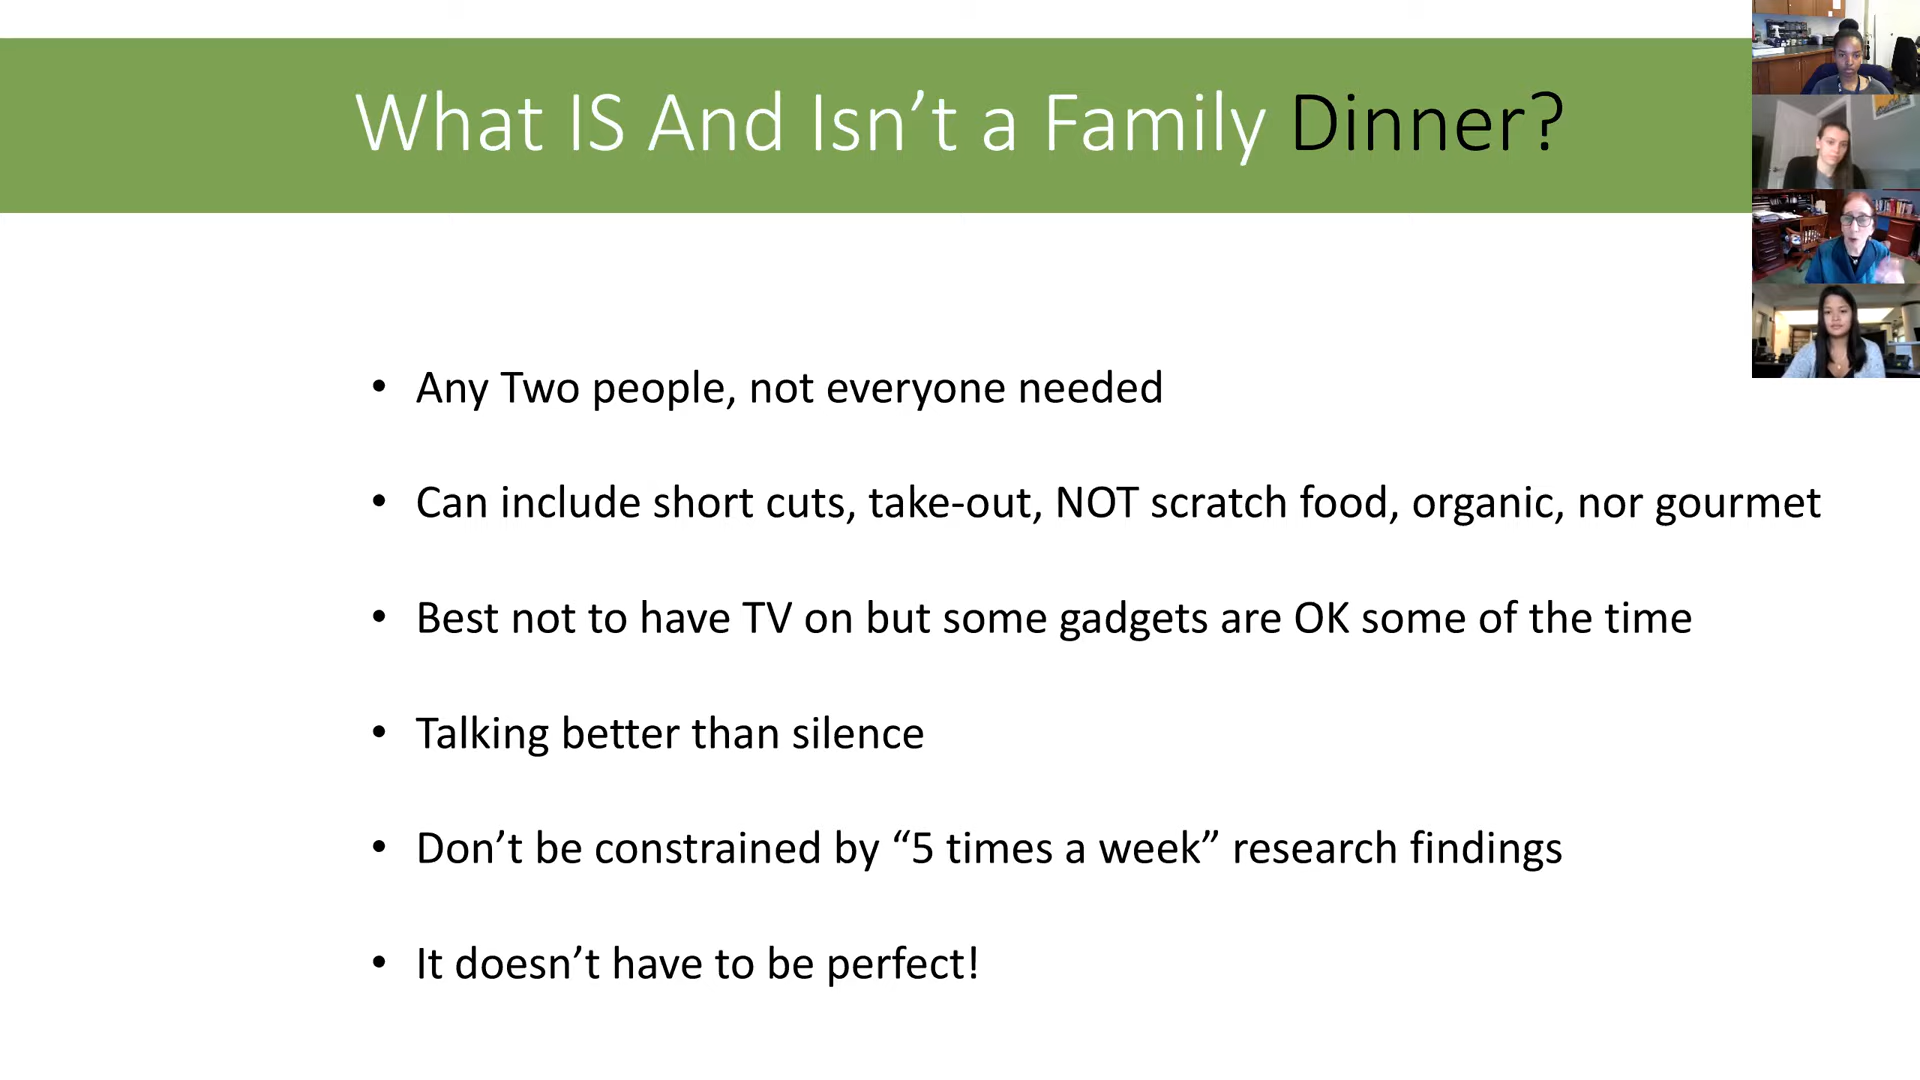 What IS And Isn’t a Family Dinner?
• Any Two people, not everyone needed
• Can include short cuts, take-out, NOT scratch food, organic, nor gourmet
• Best not to have TV on but some gadgets are OK some of the time
• Talking better than silence
• Don’t be constrained by “5 times a week” research findings
• It doesn’t have to be perfect!